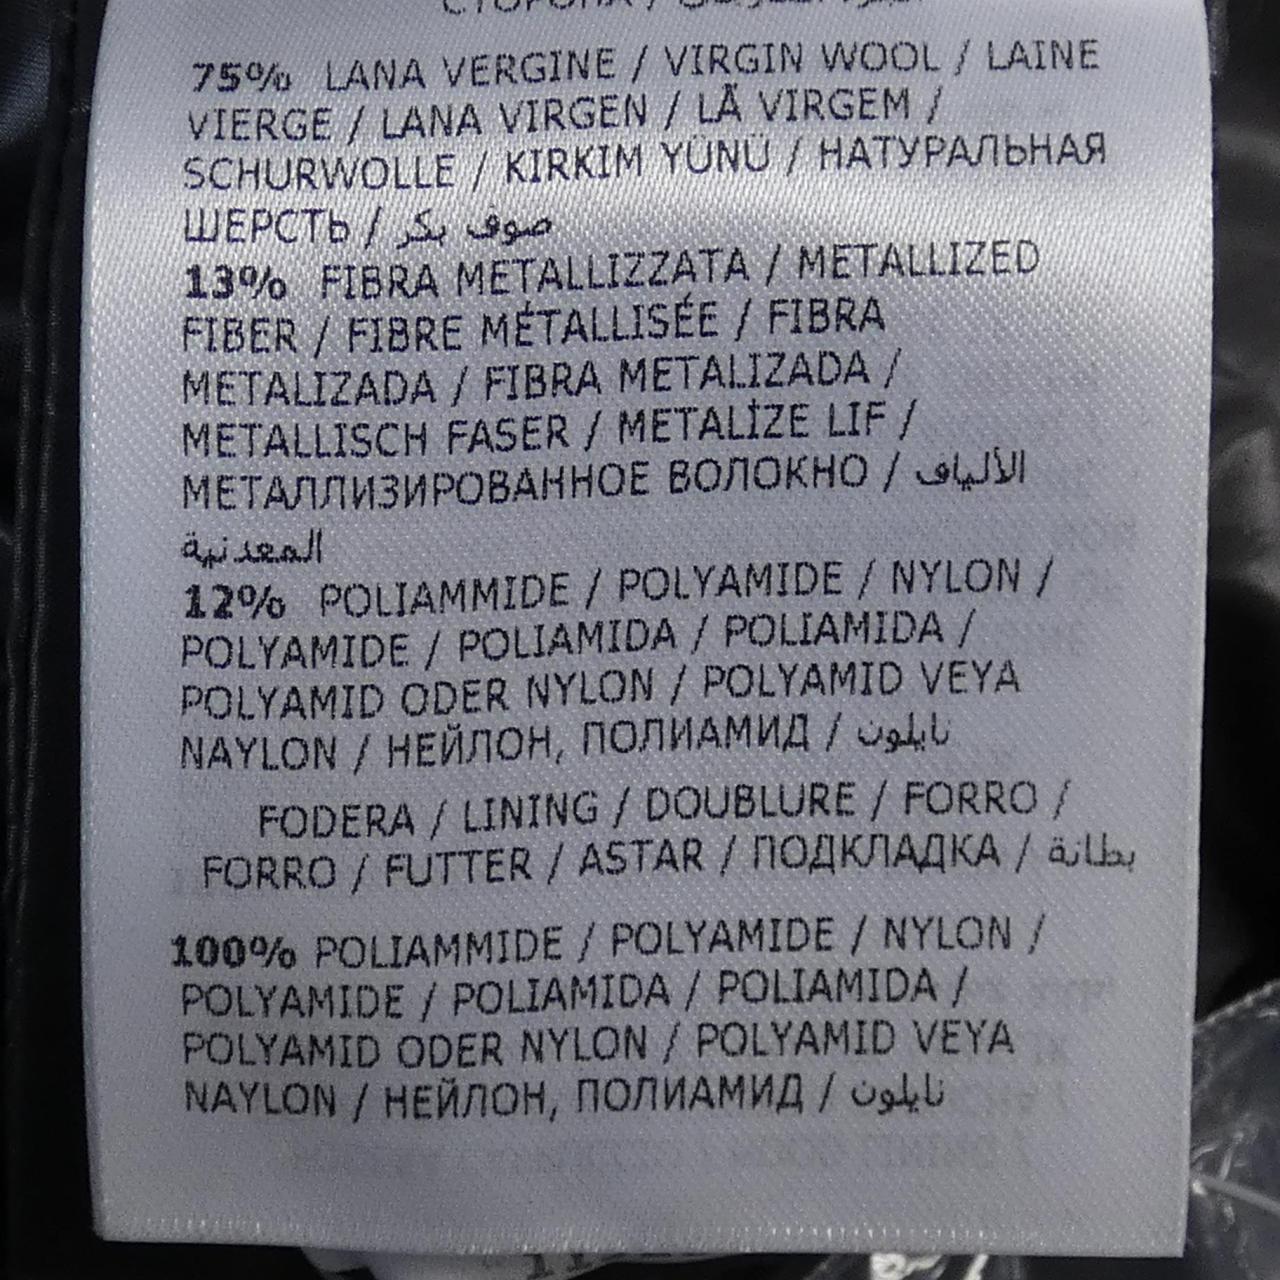 75% LANA VERGINE / VIRGIN WOOL / LAINE
VIERGE / LANA VIRGEN / LÃ VIRGEM /
SCHURWOLLE / KIRKIM YÜNÜ / НАТУРАЛЬНАЯ
ШЕРСТЬ / صوف بكر
13% FIBRA METALLIZZATA / METALLIZED
FIBER / FIBRE MÉTALLISÉE / FIBRA
METALIZADA / FIBRA METALIZADA /
METALLISCH FASER / METALİZE LIF /
МЕТАЛЛИЗИРОВАННОЕ ВОЛОКНО / الألياف
المعدنية
12% POLIAMMIDE / POLYAMIDE / NYLON /
POLYAMIDE / POLIAMIDA / POLIAMIDA /
POLYAMID ODER NYLON / POLYAMID VEYA
NAYLON / НЕЙЛОН, ПОЛИАМИД / نايلون
FODERA / LINING / DOUBLURE / FORRO /
FORRO / FUTTER / ASTAR / ПОДКЛАДКА / بطانة
100% POLIAMMIDE / POLYAMIDE / NYLON /
POLYAMIDE / POLIAMIDA / POLIAMIDA /
POLYAMID ODER NYLON / POLYAMID VEYA
NAYLON / НЕЙЛОН, ПОЛИАМИД / نايلون